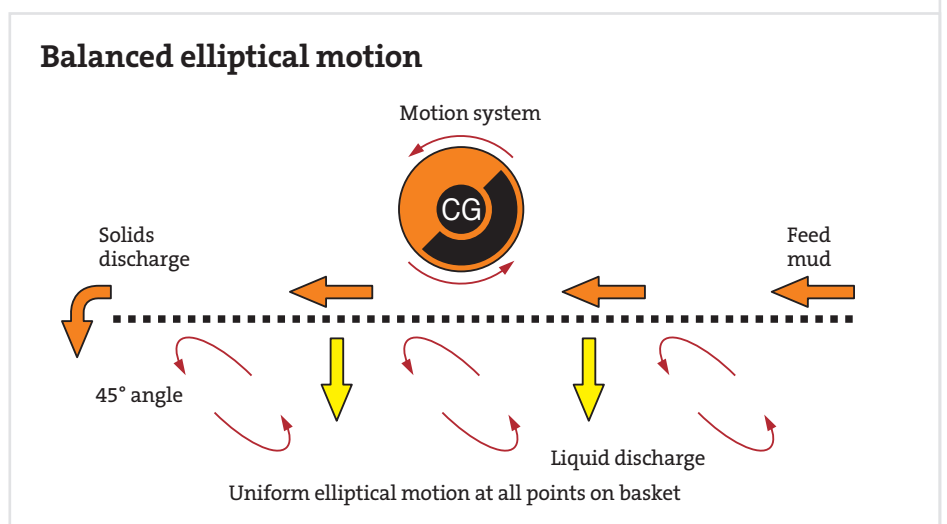 Balanced elliptical motion
Motion system
CG
Solids
discharge
Feed
mud
45° angle
Liquid discharge
Uniform elliptical motion at all points on basket